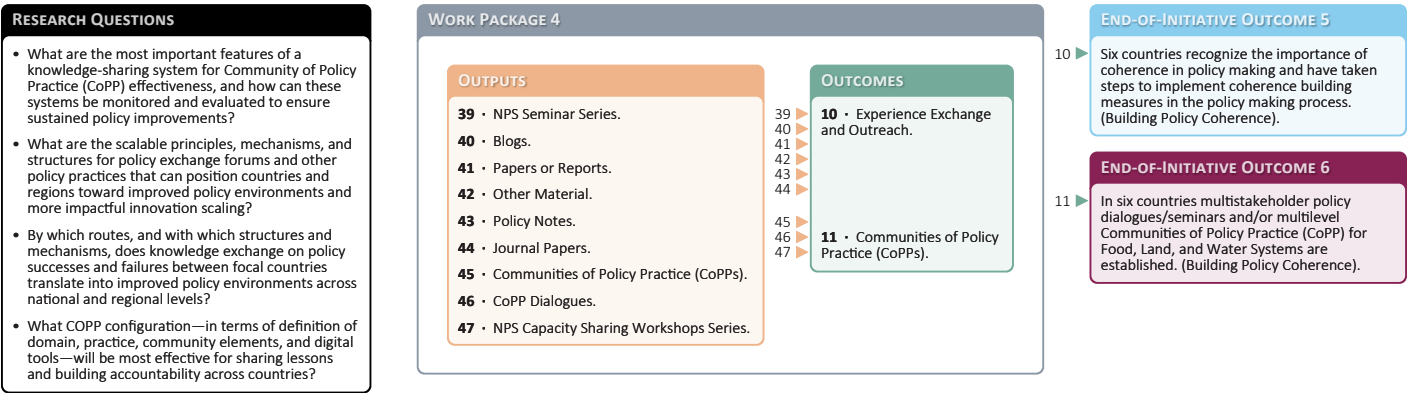 Research Questions
• What are the most important features of a
knowledge-sharing system for Community of Policy
Practice (CoPP) effectiveness, and how can these
systems be monitored and evaluated to ensure
sustained policy improvements?
• What are the scalable principles, mechanisms, and
structures for policy exchange forums and other
policy practices that can position countries and
regions toward improved policy environments and
more impactful innovation scaling?
• By which routes, and with which structures and
mechanisms, does knowledge exchange on policy
successes and failures between focal countries
translate into improved policy environments across
national and regional levels?
• What COPP configuration—in terms of definition of
domain, practice, community elements, and digital
tools—will be most effective for sharing lessons
and building accountability across countries?
Work Package 4
Outputs
39 · NPS Seminar Series.
40 · Blogs.
41 · Papers or Reports.
42 · Other Material.
43 · Policy Notes.
44 · Journal Papers.
45 · Communities of Policy Practice (CoPPs).
46 · CoPP Dialogues.
47 · NPS Capacity Sharing Workshops Series.
39
40
41
42
43
44
45
46
47
Outcomes
10 · Experience Exchange
and Outreach.
11 · Communities of Policy
Practice (CoPPs).
10
End-of-Initiative Outcome 5
Six countries recognize the importance of
coherence in policy making and have taken
steps to implement coherence building
measures in the policy making process.
(Building Policy Coherence).
11
End-of-Initiative Outcome 6
In six countries multistakeholder policy
dialogues/seminars and/or multilevel
Communities of Policy Practice (CoPP) for
Food, Land, and Water Systems are
established. (Building Policy Coherence).